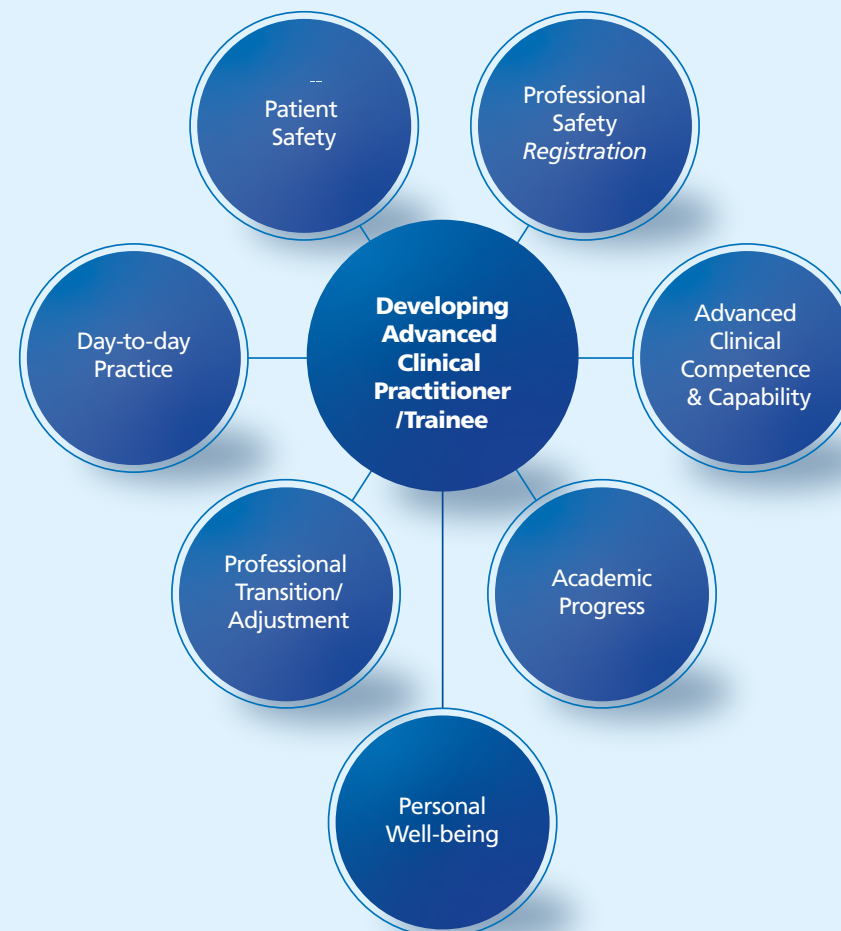 Patient
Safety
Professional
Safety
Registration
Day-to-day
Practice
Developing
Advanced
Clinical
Practitioner
/Trainee
Advanced
Clinical
Competence
& Capability
Professional
Transition/
Adjustment
Academic
Progress
Personal
Well-being